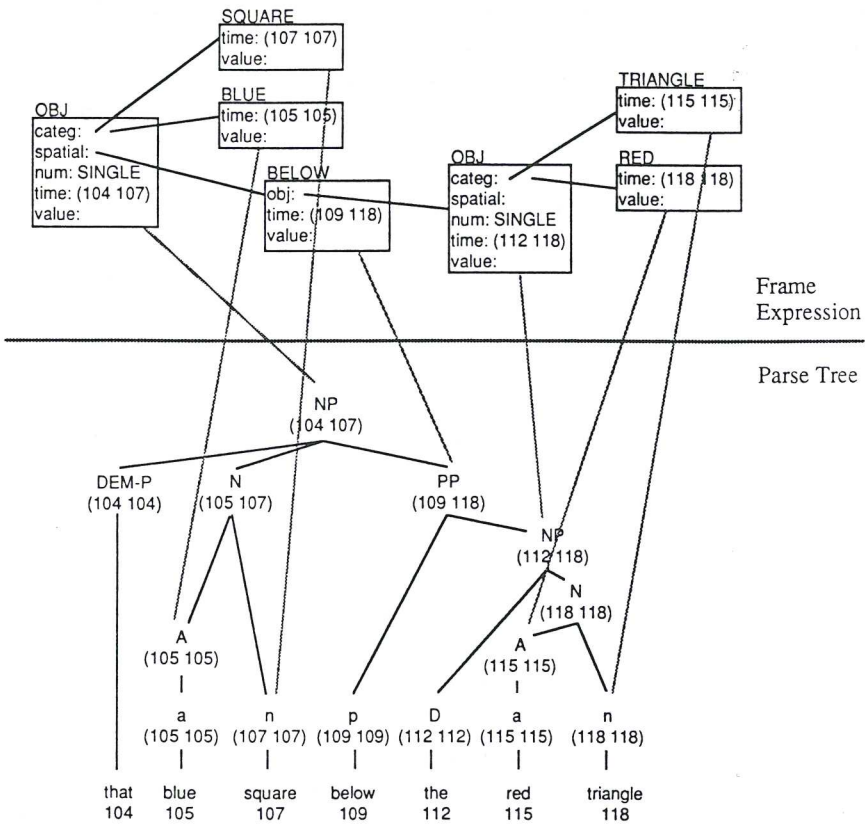 SQUARE
time: (107 107)
value:
BLUE
time: (105 105)
value:
OBJ
categ:
spatial:
num: SINGLE
time: (104 107)
value:
BELOW
obj:
time: (109 118)
value:
TRIANGLE
time: (115 115)
value:
RED
time: (118 118)
value:
OBJ
categ:
spatial:
num: SINGLE
time: (112 118)
value:
Frame
Expression
Parse Tree
NP
(104 107)
DEM-P
(104 104)
N
(105 107)
PP
(109 118)
NP
(112 118)
N
(118 118)
A
(105 105)
A
(115 115)
a
(105 105)
n
(107 107)
p
(109 109)
D
(112 112)
a
(115 115)
n
(118 118)
that
104
blue
105
square
107
below
109
the
112
red
115
triangle
118